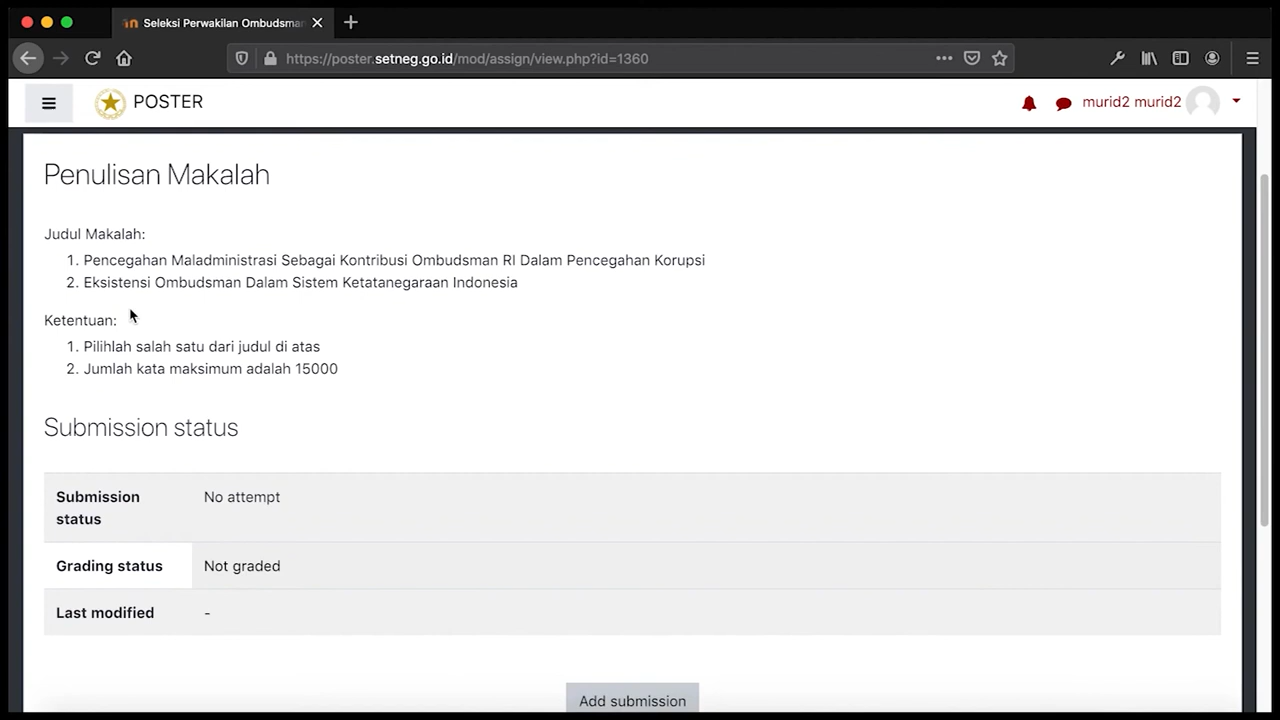 Seleksi Perwakilan Ombudsman
https://poster.setneg.go.id/mod/assign/view.php?id=1360
POSTER
murid2 murid2
Penulisan Makalah
Judul Makalah:
1. Pencegahan Maladministrasi Sebagai Kontribusi Ombudsman RI Dalam Pencegahan Korupsi
2. Eksistensi Ombudsman Dalam Sistem Ketatanegaraan Indonesia
Ketentuan:
1. Pilihlah salah satu dari judul di atas
2. Jumlah kata maksimum adalah 15000
Submission status
Submission status
No attempt
Grading status
Not graded
Last modified
-
Add submission